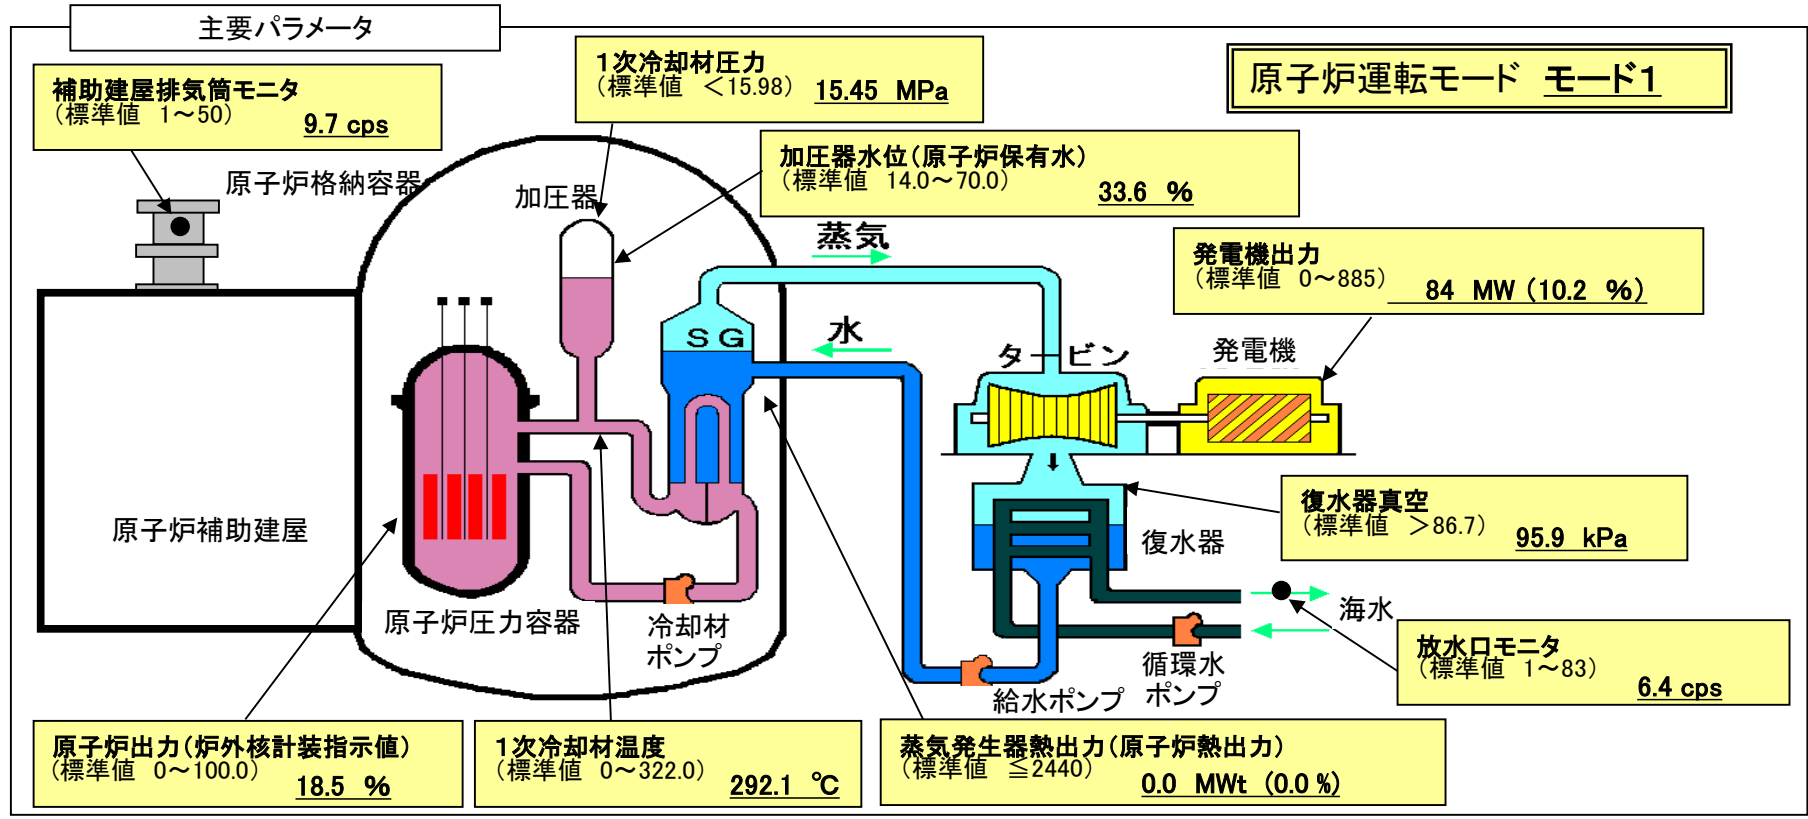 主要パラメータ
補助建屋排気筒モニタ
(標準値 1～50)
9.7 cps
1次冷却材圧力
(標準値 ＜15.98)
15.45 MPa
原子炉運転モード モード1
加圧器水位(原子炉保有水)
(標準値 14.0～70.0)
33.6 %
原子炉格納容器
加圧器
蒸気
発電機出力
(標準値 0～885)
84 MW (10.2 %)
水
SG
タービン
発電機
復水器真空
(標準値 ＞86.7)
95.9 kPa
原子炉補助建屋
復水器
海水
原子炉圧力容器
冷却材
ポンプ
循環水
ポンプ
給水ポンプ
放水口モニタ
(標準値 1～83)
6.4 cps
原子炉出力(炉外核計装指示値)
(標準値 0～100.0)
18.5 %
1次冷却材温度
(標準値 0～322.0)
292.1 ℃
蒸気発生器熱出力(原子炉熱出力)
(標準値 ≦2440)
0.0 MWt (0.0 %)